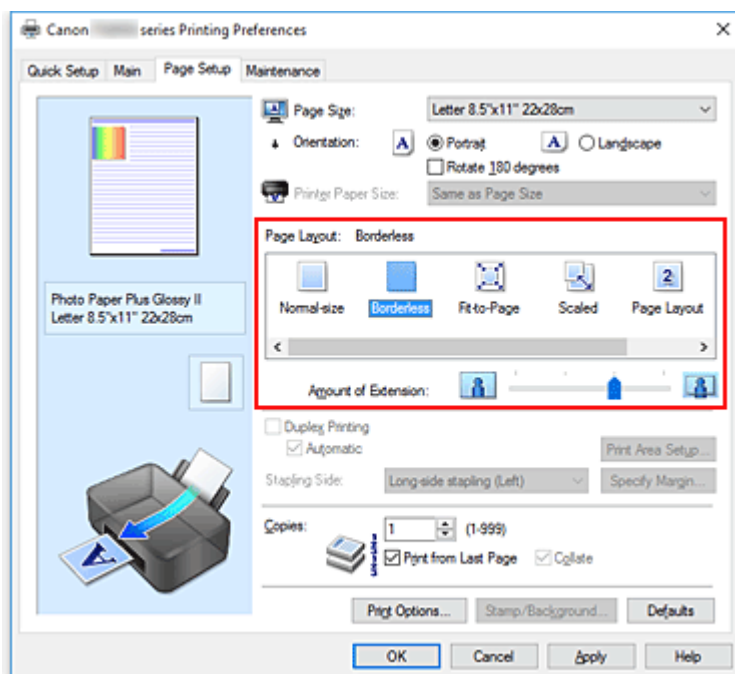 Canon series Printing Preferences
Quick Setup Main Page Setup Maintenance
Page Size: Letter 8.5"x11" 22x28cm
Orientation: A Portrait A Landscape
Rotate 180 degrees
Printer Paper Size: Same as Page Size
Page Layout: Borderless
Normal-size Borderless Fit-to-Page Scaled 2 Page Layout
Photo Paper Plus Glossy II
Letter 8.5"x11" 22x28cm
Amount of Extension:
Duplex Printing
Automatic
Print Area Setup...
Stapling Side: Long-side stapling (Left) Specify Margin...
Copies: 1 (1-999)
Print from Last Page Collate
A
Print Options... Stamp/Background... Defaults
OK Cancel Apply Help